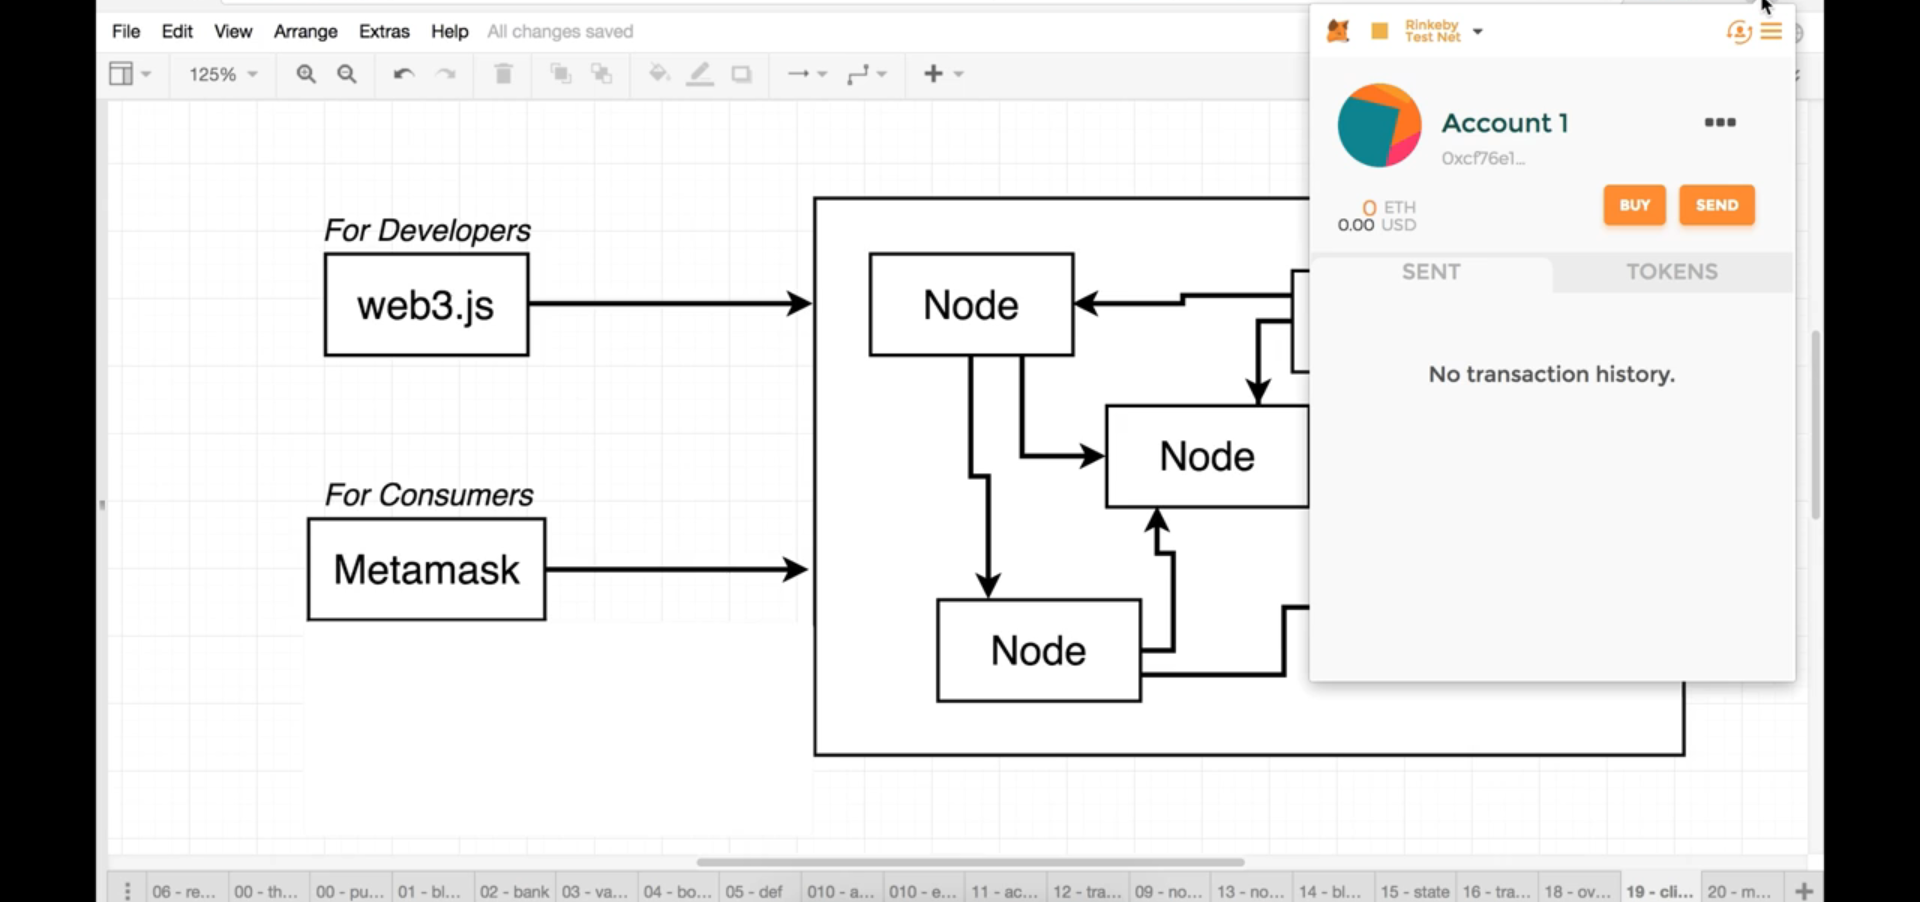 File Edit View Arrange Extras Help All changes saved
125%
Rinkeby
Test Net
Account 1
0xcf76e1...
0 ETH
0.00 USD
BUY SEND
SENT TOKENS
No transaction history.
For Developers
web3.js
Node
Node
For Consumers
Metamask
Node
06 - re... 00 - th... 00 - pu... 01 - bl... 02 - bank 03 - va... 04 - bo... 05 - def 010 - a... 010 - e... 11 - ac... 12 - tra... 09 - no... 13 - no... 14 - bl... 15 - state 16 - tra... 18 - ov... 19 - cli... 20 - m...